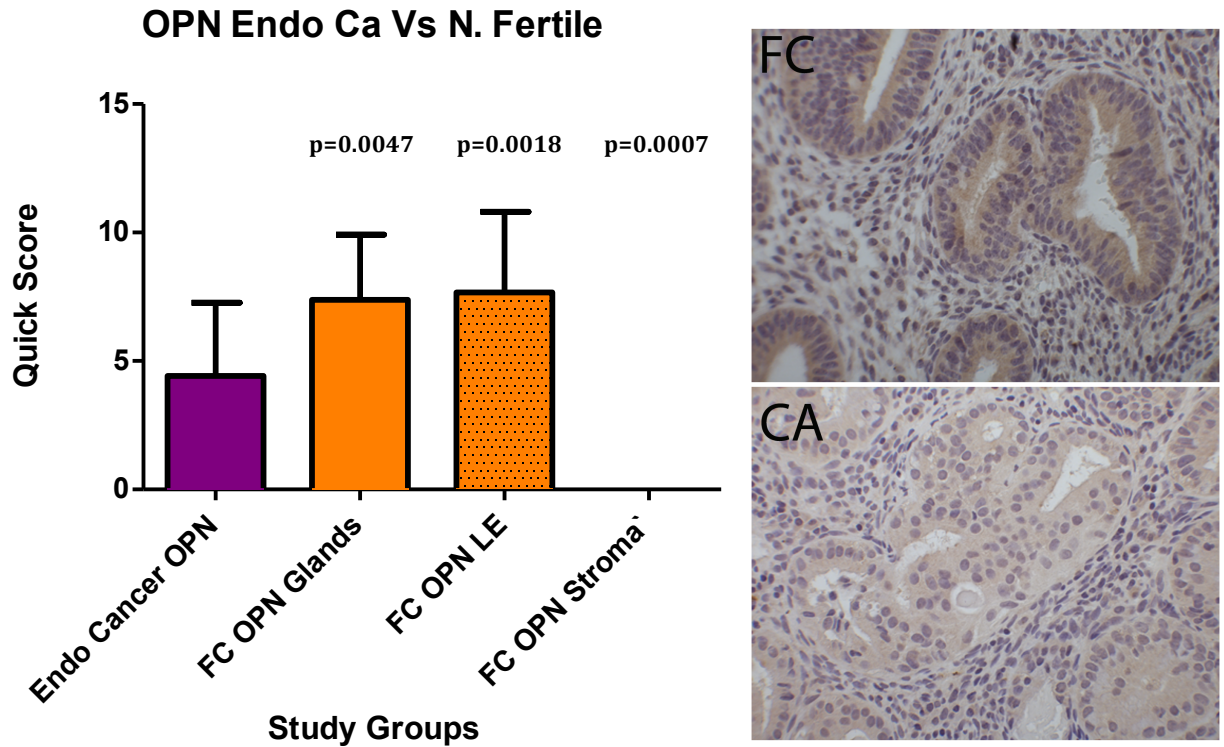 OPN Endo Ca Vs N. Fertile
15
10
5
0
Quick Score
p=0.0047
p=0.0018
p=0.0007
Endo Cancer OPN
FC OPN Glands
FC OPN LE
FC OPN Stroma`
Study Groups
FC
CA